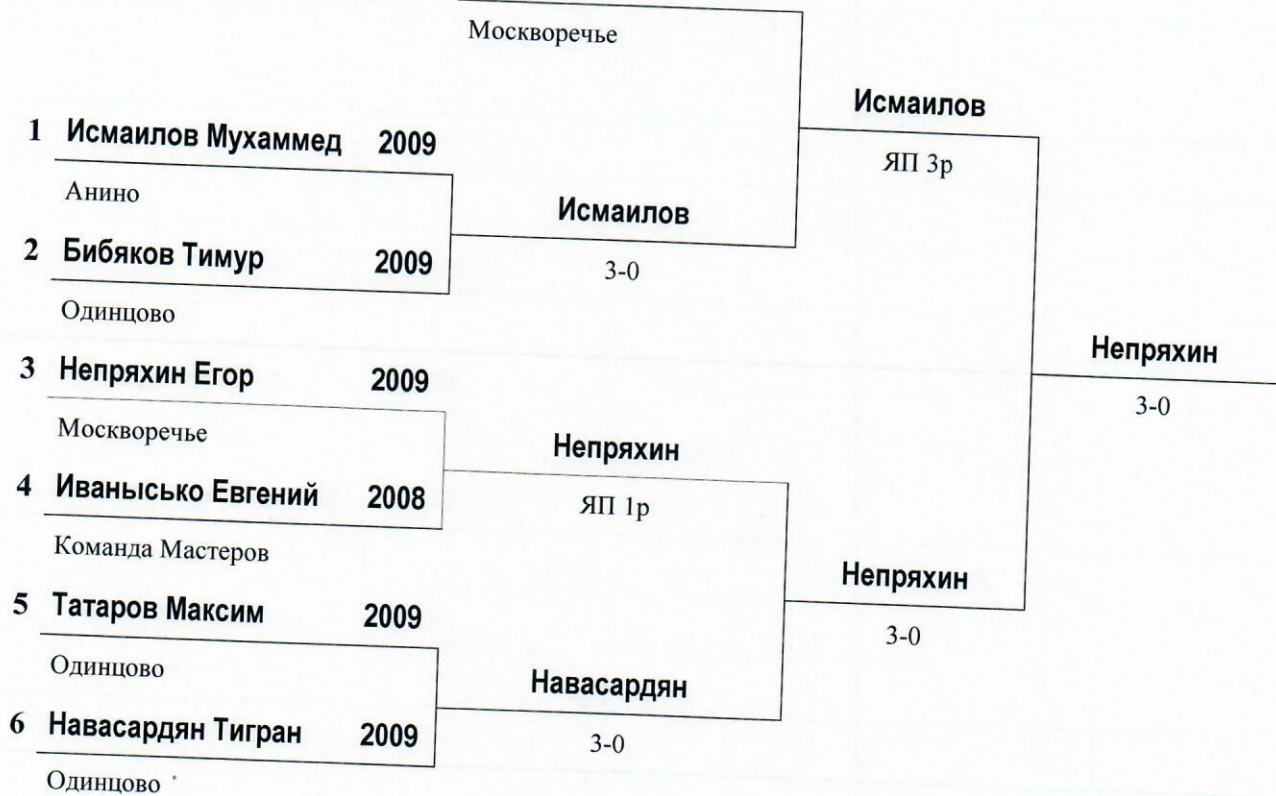 Москворечье
Исмаилов
ЯП 3р
1 Исмаилов Мухаммед 2009
Анино
Исмаилов
3-0
2 Бибяков Тимур 2009
Одинцово
3 Непряхин Егор 2009
Москворечье
Непряхин
3-0
Непряхин
ЯП 1р
4 Иванысько Евгений 2008
Команда Мастеров
Непряхин
3-0
5 Татаров Максим 2009
Одинцово
Навасардян
3-0
6 Навасардян Тигран 2009
Одинцово